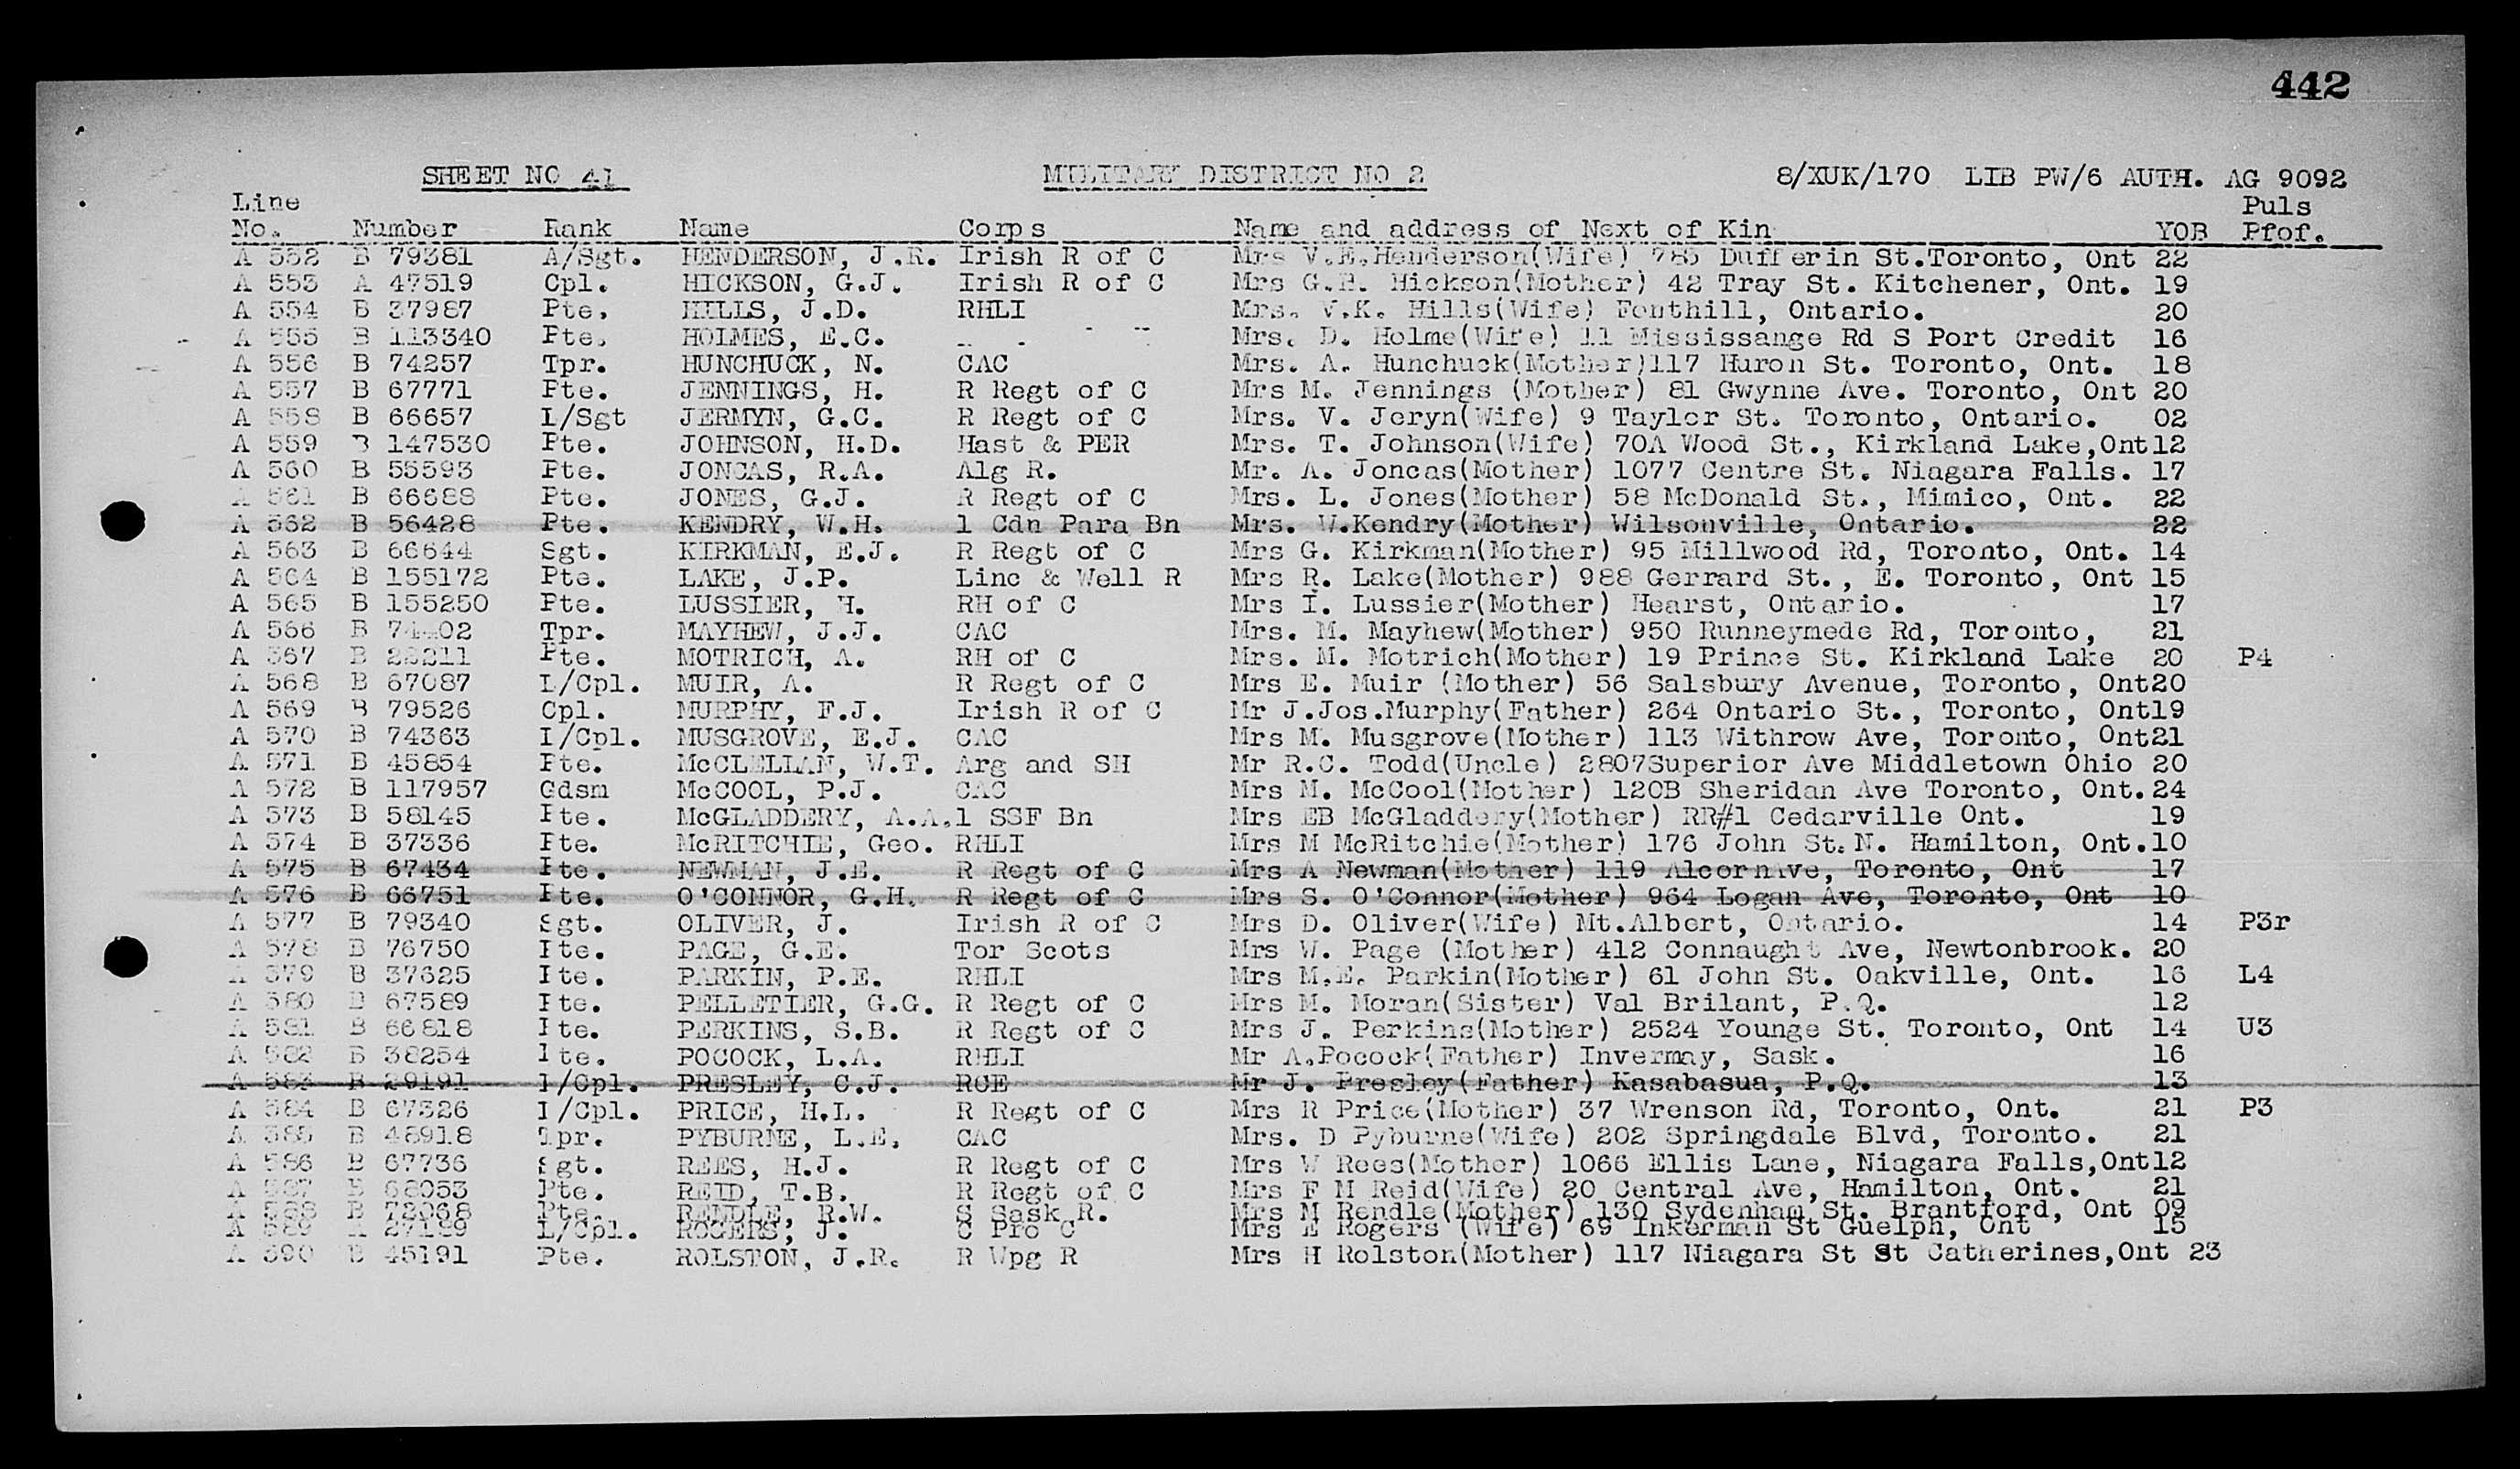 442
SHEET NO 41 MILITARY DISTRICT NO 2 8/XUK/170 LIB PW/6 AUTH. AG 9092
Line Puls
No. Number Rank Name Corps Name and address of Next of Kin YOB Pfof.
A 552 B 79381 A/Sgt. HENDERSON, J.R. Irish R of C Mrs V.E.Henderson(Wife) 785 Dufferin St.Toronto, Ont 22
A 553 A 47519 Cpl. HICKSON, G.J. Irish R of C Mrs G.H. Hickson(Mother) 42 Tray St. Kitchener, Ont. 19
A 554 B 37987 Pte. HILLS, J.D. RHLI Mrs. V.K. Hills(Wife) Fonthill, Ontario. 20
A 555 B 113340 Pte. HOLMES, E.C. - - - - Mrs. D. Holme(Wife) 11 Mississange Rd S Port Credit 16
A 556 B 74257 Tpr. HUNCHUCK, N. CAC Mrs. A. Hunchuck(Mother)117 Huron St. Toronto, Ont. 18
A 557 B 67771 Pte. JENNINGS, H. R Regt of C Mrs M. Jennings (Mother) 81 Gwynne Ave. Toronto, Ont 20
A 558 B 66657 L/Sgt JERMYN, G.C. R Regt of C Mrs. V. Jeryn(Wife) 9 Taylor St. Toronto, Ontario. 02
A 559 B 147530 Pte. JOHNSON, H.D. Hast & PER Mrs. T. Johnson(Wife) 70A Wood St., Kirkland Lake,Ont12
A 560 B 55593 Pte. JONCAS, R.A. Alg R. Mr. A. Joncas(Mother) 1077 Centre St. Niagara Falls. 17
A 561 B 66688 Pte. JONES, G.J. R Regt of C Mrs. L. Jones(Mother) 58 McDonald St., Mimico, Ont. 22
A 562 B 56428 Pte. KENDRY, W.H. 1 Cdn Para Bn Mrs. W.Kendry(Mother) Wilsonville, Ontario. 22
A 563 B 66644 Sgt. KIRKMAN, E.J. R Regt of C Mrs G. Kirkman(Mother) 95 Millwood Rd, Toronto, Ont. 14
A 564 B 155172 Pte. LAKE, J.P. Linc & Well R Mrs R. Lake(Mother) 988 Gerrard St., E. Toronto, Ont 15
A 565 B 155250 Pte. LUSSIER, H. RH of C Mrs I. Lussier(Mother) Hearst, Ontario. 17
A 566 B 74402 Tpr. MAYHEW, J.J. CAC Mrs. M. Mayhew(Mother) 950 Runneymede Rd, Toronto, 21
A 567 B 22211 Pte. MOTRICH, A. RH of C Mrs. M. Motrich(Mother) 19 Prince St. Kirkland Lake 20 P4
A 568 B 67087 L/Cpl. MUIR, A. R Regt of C Mrs E. Muir (Mother) 56 Salsbury Avenue, Toronto, Ont20
A 569 B 79526 Cpl. MURPHY, F.J. Irish R of C Mr J.Jos.Murphy(Father) 264 Ontario St., Toronto, Ont19
A 570 B 74363 L/Cpl. MUSGROVE, E.J. CAC Mrs M. Musgrove(Mother) 113 Withrow Ave, Toronto, Ont21
A 571 B 45854 Pte. McCLELLAN, W.T. Arg and SH Mr R.C. Todd(Uncle) 2807Superior Ave Middletown Ohio 20
A 572 B 117957 Gdsm McCOOL, P.J. CAC Mrs M. McCool(Mother) 120B Sheridan Ave Toronto, Ont.24
A 573 B 58145 Pte. McGLADDERY, A.A.1 SSF Bn Mrs EB McGladdery(Mother) RR#1 Cedarville Ont. 19
A 574 B 37336 Pte. McRITCHIE, Geo. RHLI Mrs M McRitchie(Mother) 176 John St.N. Hamilton, Ont.10
A 575 B 67434 Pte. NEWMAN, J.E. R Regt of C Mrs A Newman(Mother) 119 AlcornAve, Toronto, Ont 17
A 576 B 66751 Pte. O'CONNOR, G.H. R Regt of C Mrs S. O'Connor(Mother) 964 Logan Ave, Toronto, Ont 10
A 577 B 79340 Sgt. OLIVER, J. Irish R of C Mrs D. Oliver(Wife) Mt.Albert, Ontario. 14 P3r
A 578 B 76750 Pte. PAGE, G.E. Tor Scots Mrs W. Page (Mother) 412 Connaught Ave, Newtonbrook. 20
A 579 B 37625 Pte. PARKIN, P.E. RHLI Mrs M.E. Parkin(Mother) 61 John St. Oakville, Ont. 16 L4
A 580 B 67589 Pte. PELLETIER, G.G. R Regt of C Mrs M. Moran(Sister) Val Brilant, P.Q. 12
A 581 B 66818 Pte. PERKINS, S.B. R Regt of C Mrs J. Perkins(Mother) 2524 Younge St. Toronto, Ont 14 U3
A 582 B 38254 Pte. POCOCK, L.A. RHLI Mr A.Pocock(Father) Invermay, Sask. 16
A 583 B 29191 L/Cpl. PRESLEY, C.J. RCE Mr J. Presley(Father) Kasabasua, P.Q. 13
A 584 B 67326 L/Cpl. PRICE, H.L. R Regt of C Mrs R Price(Mother) 37 Wrenson Rd, Toronto, Ont. 21 P3
A 585 B 48918 Tpr. PYBURNE, L.E. CAC Mrs. D Pyburne(Wife) 202 Springdale Blvd, Toronto. 21
A 586 B 67736 Sgt. REES, H.J. R Regt of C Mrs W Rees(Mother) 1066 Ellis Lane, Niagara Falls,Ont12
A 587 B 68053 Pte. REID, T.B. R Regt of C Mrs F M Reid(Wife) 20 Central Ave, Hamilton, Ont. 21
A 588 B 72068 Pte. RENDLE, R.W. S Sask R. Mrs M Rendle(Mother) 130 Sydenham St. Brantford, Ont 09
A 589 A 27189 L/Cpl. ROGERS, J. C Pro C Mrs E Rogers (Wife) 69 Inkerman St Guelph, Ont 15
A 590 B 45191 Pte. ROLSTON, J.R. R Wpg R Mrs H Rolston(Mother) 117 Niagara St St Catherines,Ont 23